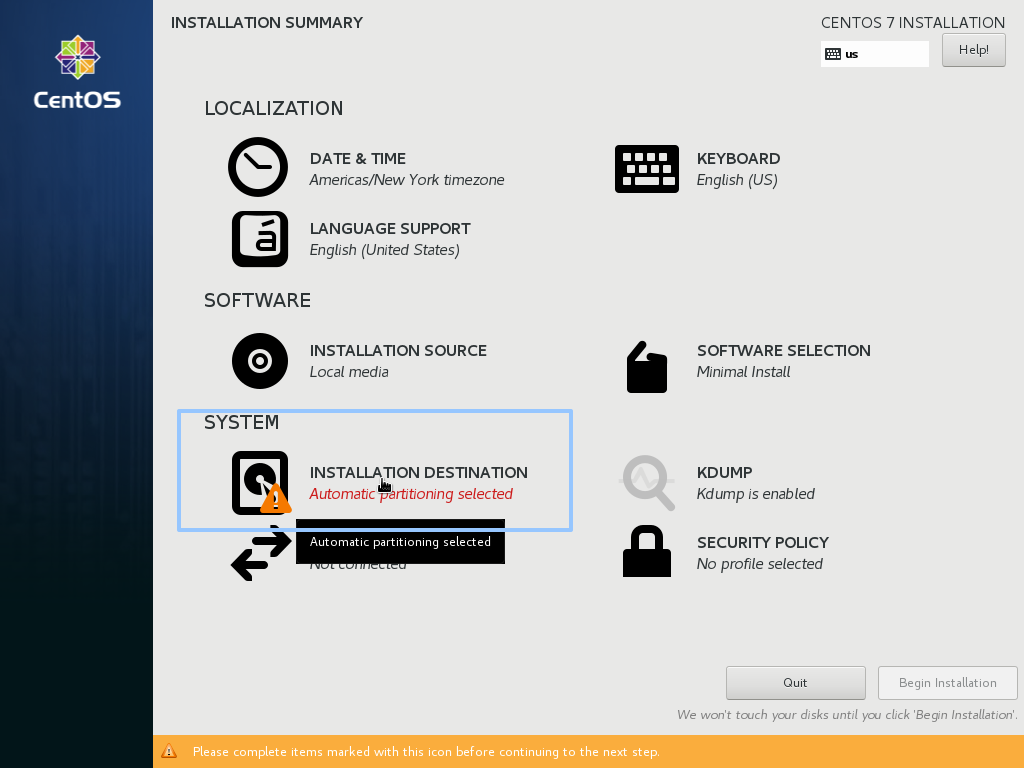 INSTALLATION SUMMARY
CENTOS 7 INSTALLATION
us
Help!
CentOS
LOCALIZATION
DATE & TIME
Americas/New York timezone
KEYBOARD
English (US)
á
LANGUAGE SUPPORT
English (United States)
SOFTWARE
INSTALLATION SOURCE
Local media
SOFTWARE SELECTION
Minimal Install
SYSTEM
INSTALLATION DESTINATION
Automatic partitioning selected
KDUMP
Kdump is enabled
Automatic partitioning selected
Not connected
SECURITY POLICY
No profile selected
Quit
Begin Installation
We won't touch your disks until you click 'Begin Installation'.
Please complete items marked with this icon before continuing to the next step.